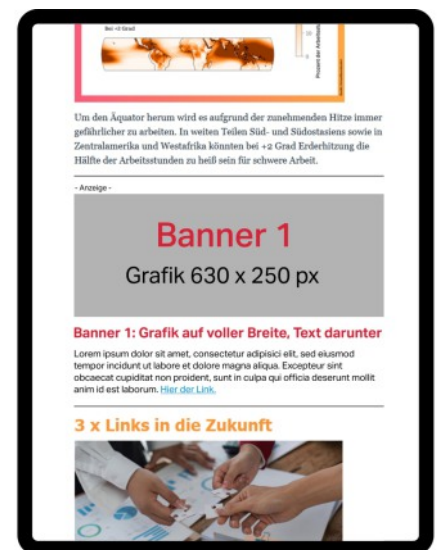 Bei +2 Grad
Um den Äquator herum wird es aufgrund der zunehmenden Hitze immer
gefährlicher zu arbeiten. In weiten Teilen Süd- und Südostasiens sowie in
Zentralamerika und Westafrika könnten bei +2 Grad Erderhitzung die
Hälfte der Arbeitsstunden zu heiß sein für schwere Arbeit.
- Anzeige -
Banner 1
Grafik 630 x 250 px
Banner 1: Grafik auf voller Breite, Text darunter
Lorem ipsum dolor sit amet, consectetur adipisici elit, sed eiusmod
tempor incidunt ut labore et dolore magna aliqua. Excepteur sint
obcaecat cupiditat non proident, sunt in culpa qui officia deserunt mollit
anim id est laborum. Hier der Link.
3 x Links in die Zukunft